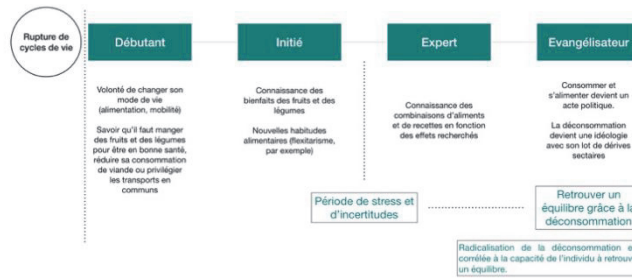 Rupture de
cycles de vie
Débutant
Initié
Expert
Evangélisateur
Volonté de changer son
mode de vie
(alimentation, mobilité)
Savoir qu'il faut manger
des fruits et des légumes
pour être en bonne santé,
réduire sa consommation
de viande ou privilégier
les transports en
communs
Connaissance des
bienfaits des fruits et des
légumes
Nouvelles habitudes
alimentaires (flexitarisme,
par exemple)
Connaissance des
combinaisons d'aliments
et de recettes en fonction
des effets recherchés
Consommer et
s'alimenter devient un
acte politique.
La déconsommation
devient une idéologie
avec son lot de dérives
sectaires
Période de stress et
d'incertitudes
Retrouver un
équilibre grâce à la
déconsommation
Radicalisation de la déconsommation e
corrélée à la capacité de l'individu à retrouv
un équilibre.